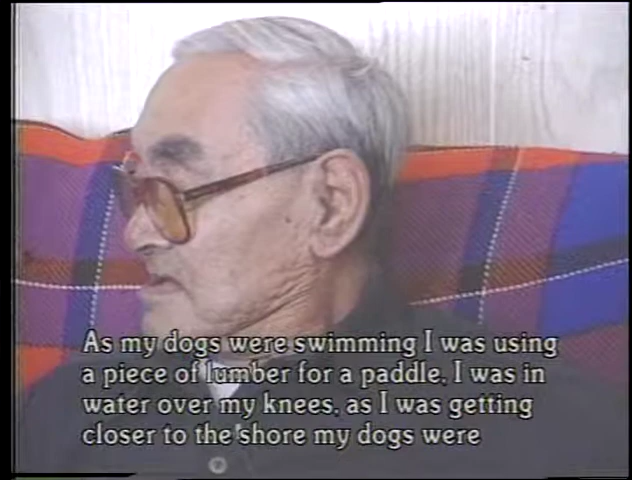 As my dogs were swimming I was using
a piece of lumber for a paddle, I was in
water over my knees, as I was getting
closer to the shore my dogs were